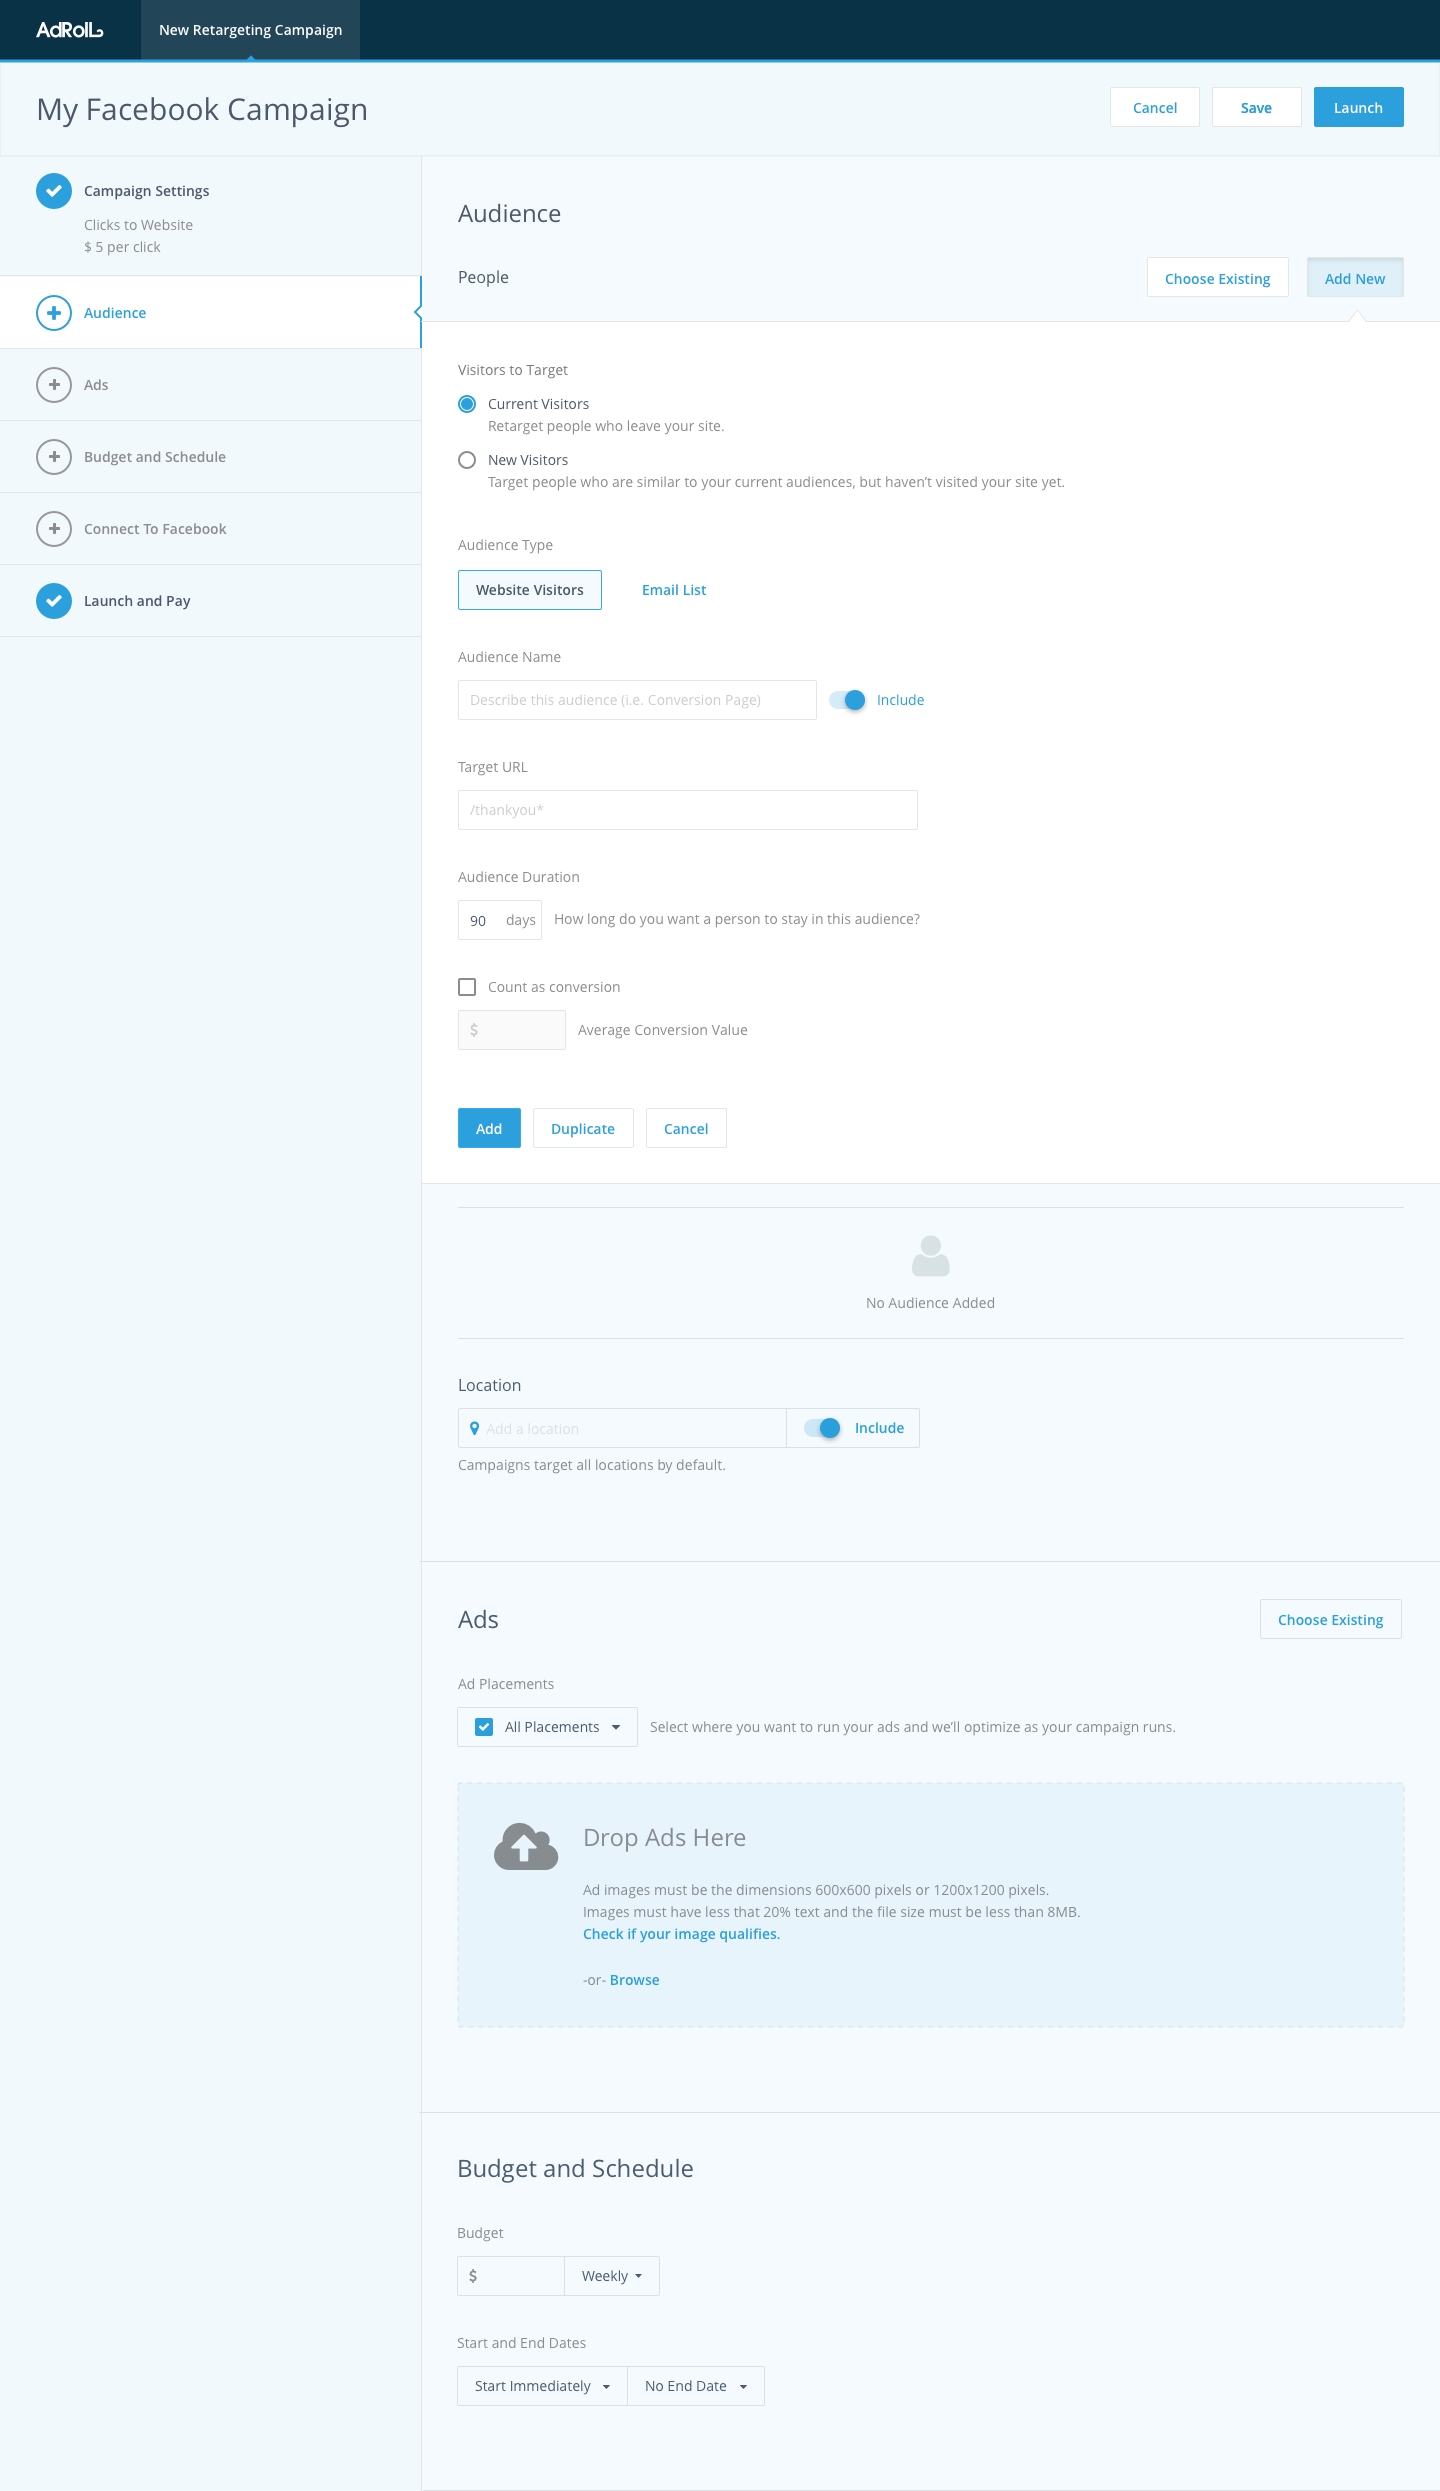 AdRoll
New Retargeting Campaign
My Facebook Campaign
Cancel
Save
Launch
Campaign Settings
Clicks to Website
$ 5 per click
Audience
Ads
Budget and Schedule
Connect To Facebook
Launch and Pay
Audience
People
Choose Existing
Add New
Visitors to Target
Current Visitors
Retarget people who leave your site.
New Visitors
Target people who are similar to your current audiences, but haven’t visited your site yet.
Audience Type
Website Visitors
Email List
Audience Name
Describe this audience (i.e. Conversion Page)
Include
Target URL
/thankyou*
Audience Duration
90 days
How long do you want a person to stay in this audience?
Count as conversion
$
Average Conversion Value
Add
Duplicate
Cancel
No Audience Added
Location
Add a location
Include
Campaigns target all locations by default.
Ads
Choose Existing
Ad Placements
All Placements
Select where you want to run your ads and we’ll optimize as your campaign runs.
Drop Ads Here
Ad images must be the dimensions 600x600 pixels or 1200x1200 pixels.
Images must have less that 20% text and the file size must be less than 8MB.
Check if your image qualifies.
-or- Browse
Budget and Schedule
Budget
$
Weekly
Start and End Dates
Start Immediately
No End Date